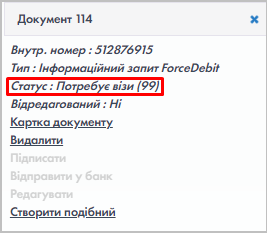 Документ 114
Внутр. номер : 512876915
Тип : Інформаційний запит ForceDebit
Статус : Потребує візи (99)
Відредагований : Ні
Картка документу
Видалити
Підписати
Відправити у банк
Редагувати
Створити подібний